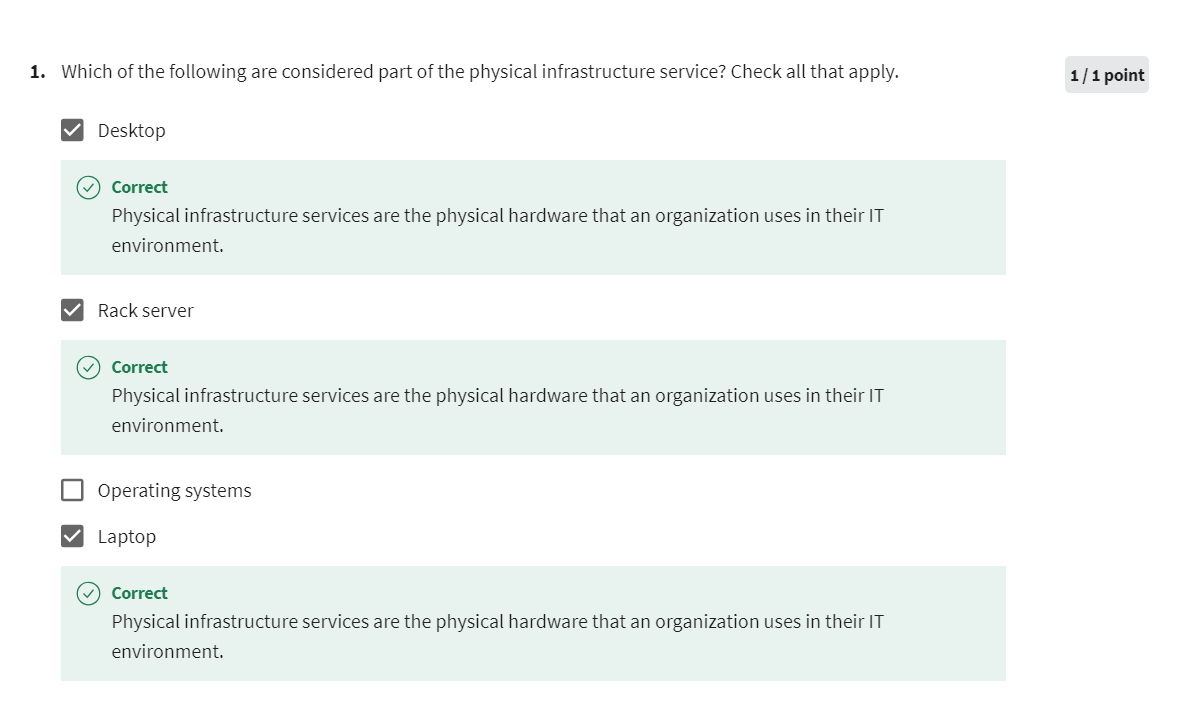 1. Which of the following are considered part of the physical infrastructure service? Check all that apply.
1 / 1 point
Desktop
Correct
Physical infrastructure services are the physical hardware that an organization uses in their IT
environment.
Rack server
Correct
Physical infrastructure services are the physical hardware that an organization uses in their IT
environment.
Operating systems
Laptop
Correct
Physical infrastructure services are the physical hardware that an organization uses in their IT
environment.